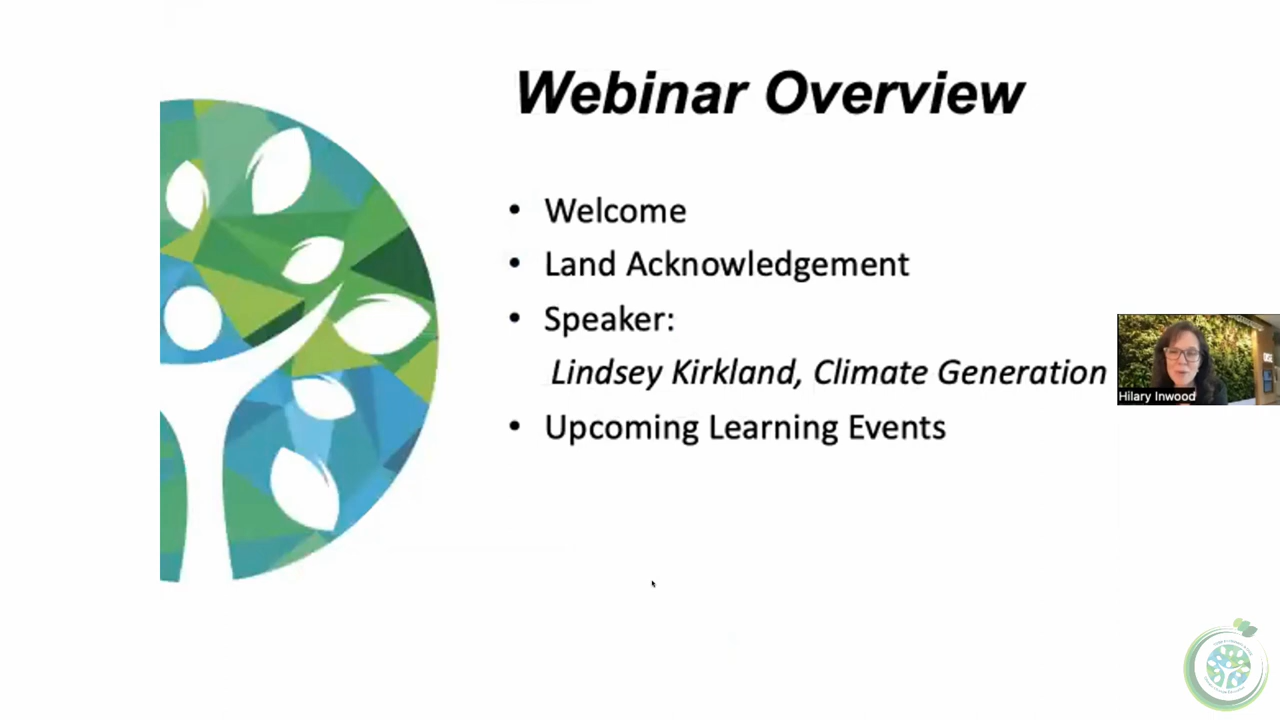 Webinar Overview
• Welcome
• Land Acknowledgement
• Speaker:
Lindsey Kirkland, Climate Generation
• Upcoming Learning Events
Hilary Inwood